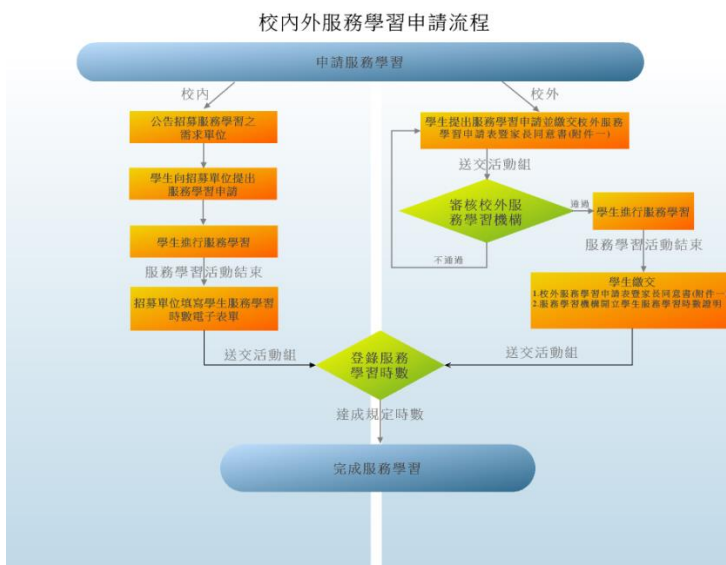 校內外服務學習申請流程
申請服務學習
校內
校外
公告招募服務學習之
需求單位
學生向招募單位提出
服務學習申請
學生進行服務學習
服務學習活動結束
招募單位填寫學生服務學習
時數電子表單
送交活動組
學生提出服務學習申請並繳交校外服務
學習申請表暨家長同意書(附件一)
送交活動組
審核校外服
務學習機構
通過
不通過
學生進行服務學習
服務學習活動結束
學生繳交
1.校外服務學習申請表暨家長同意書(附件一
2.服務學習機構開立學生服務學習時數證明
送交活動組
登錄服務
學習時數
達成規定時數
完成服務學習